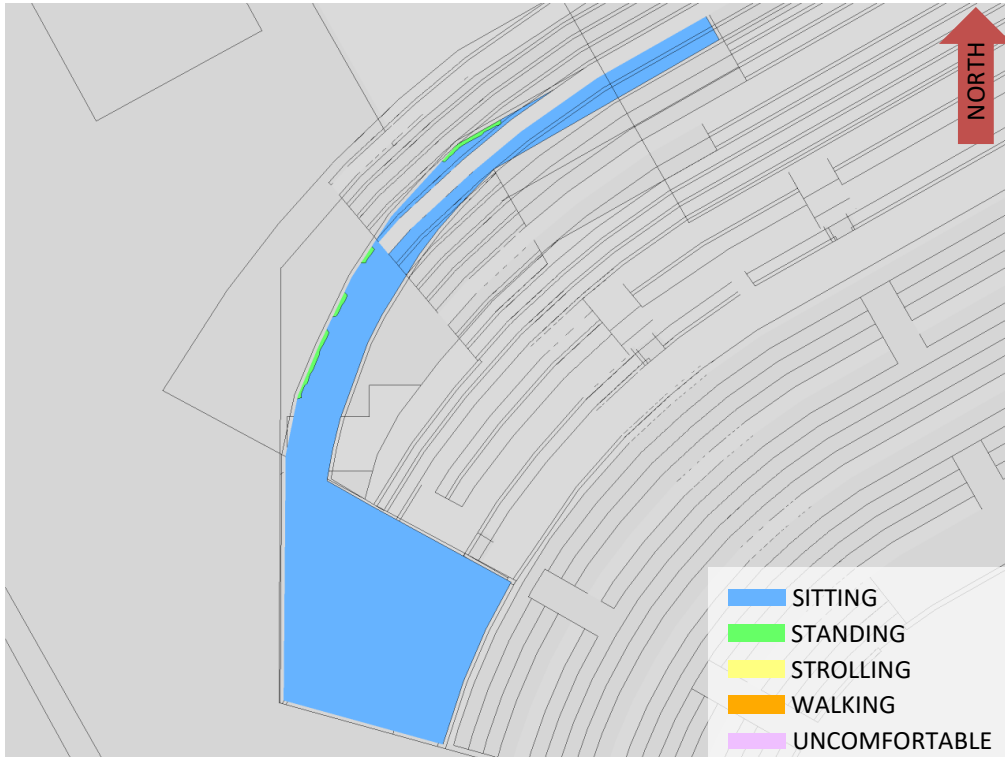 NORTH
SITTING
STANDING
STROLLING
WALKING
UNCOMFORTABLE